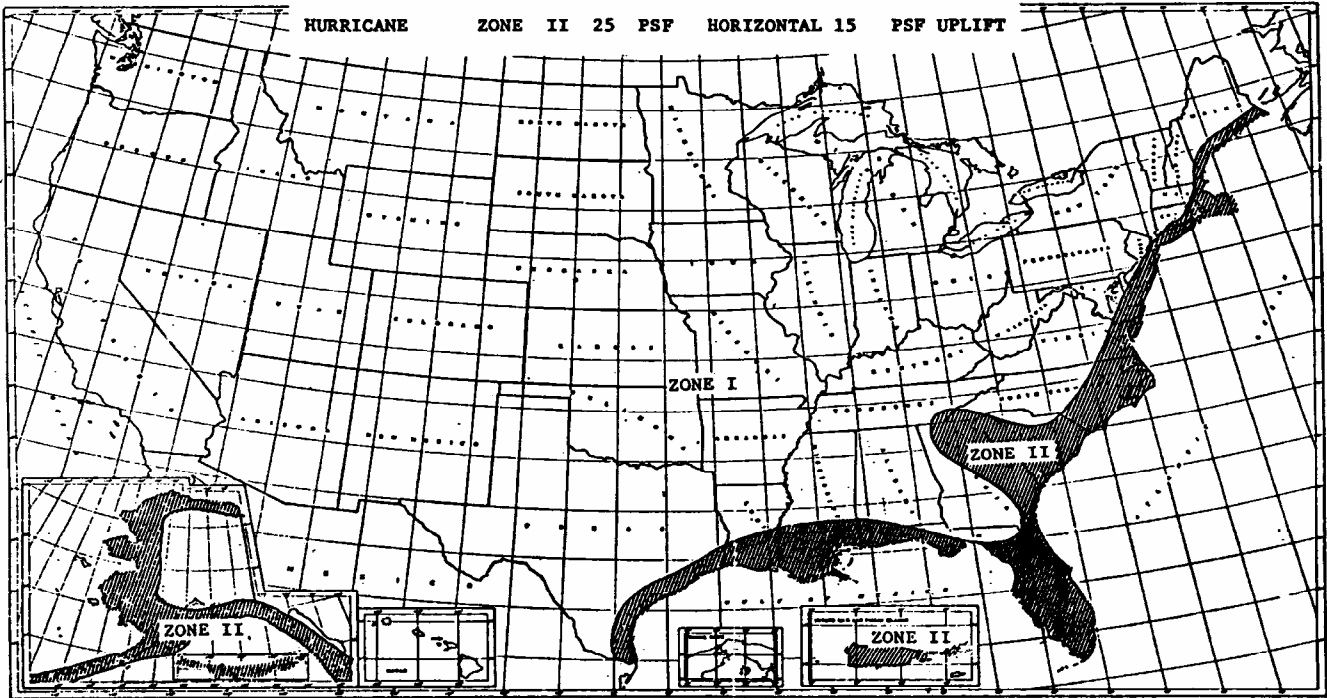 HURRICANE ZONE II 25 PSF HORIZONTAL 15 PSF UPLIFT
ZONE I
ZONE II
ZONE II
ZONE II